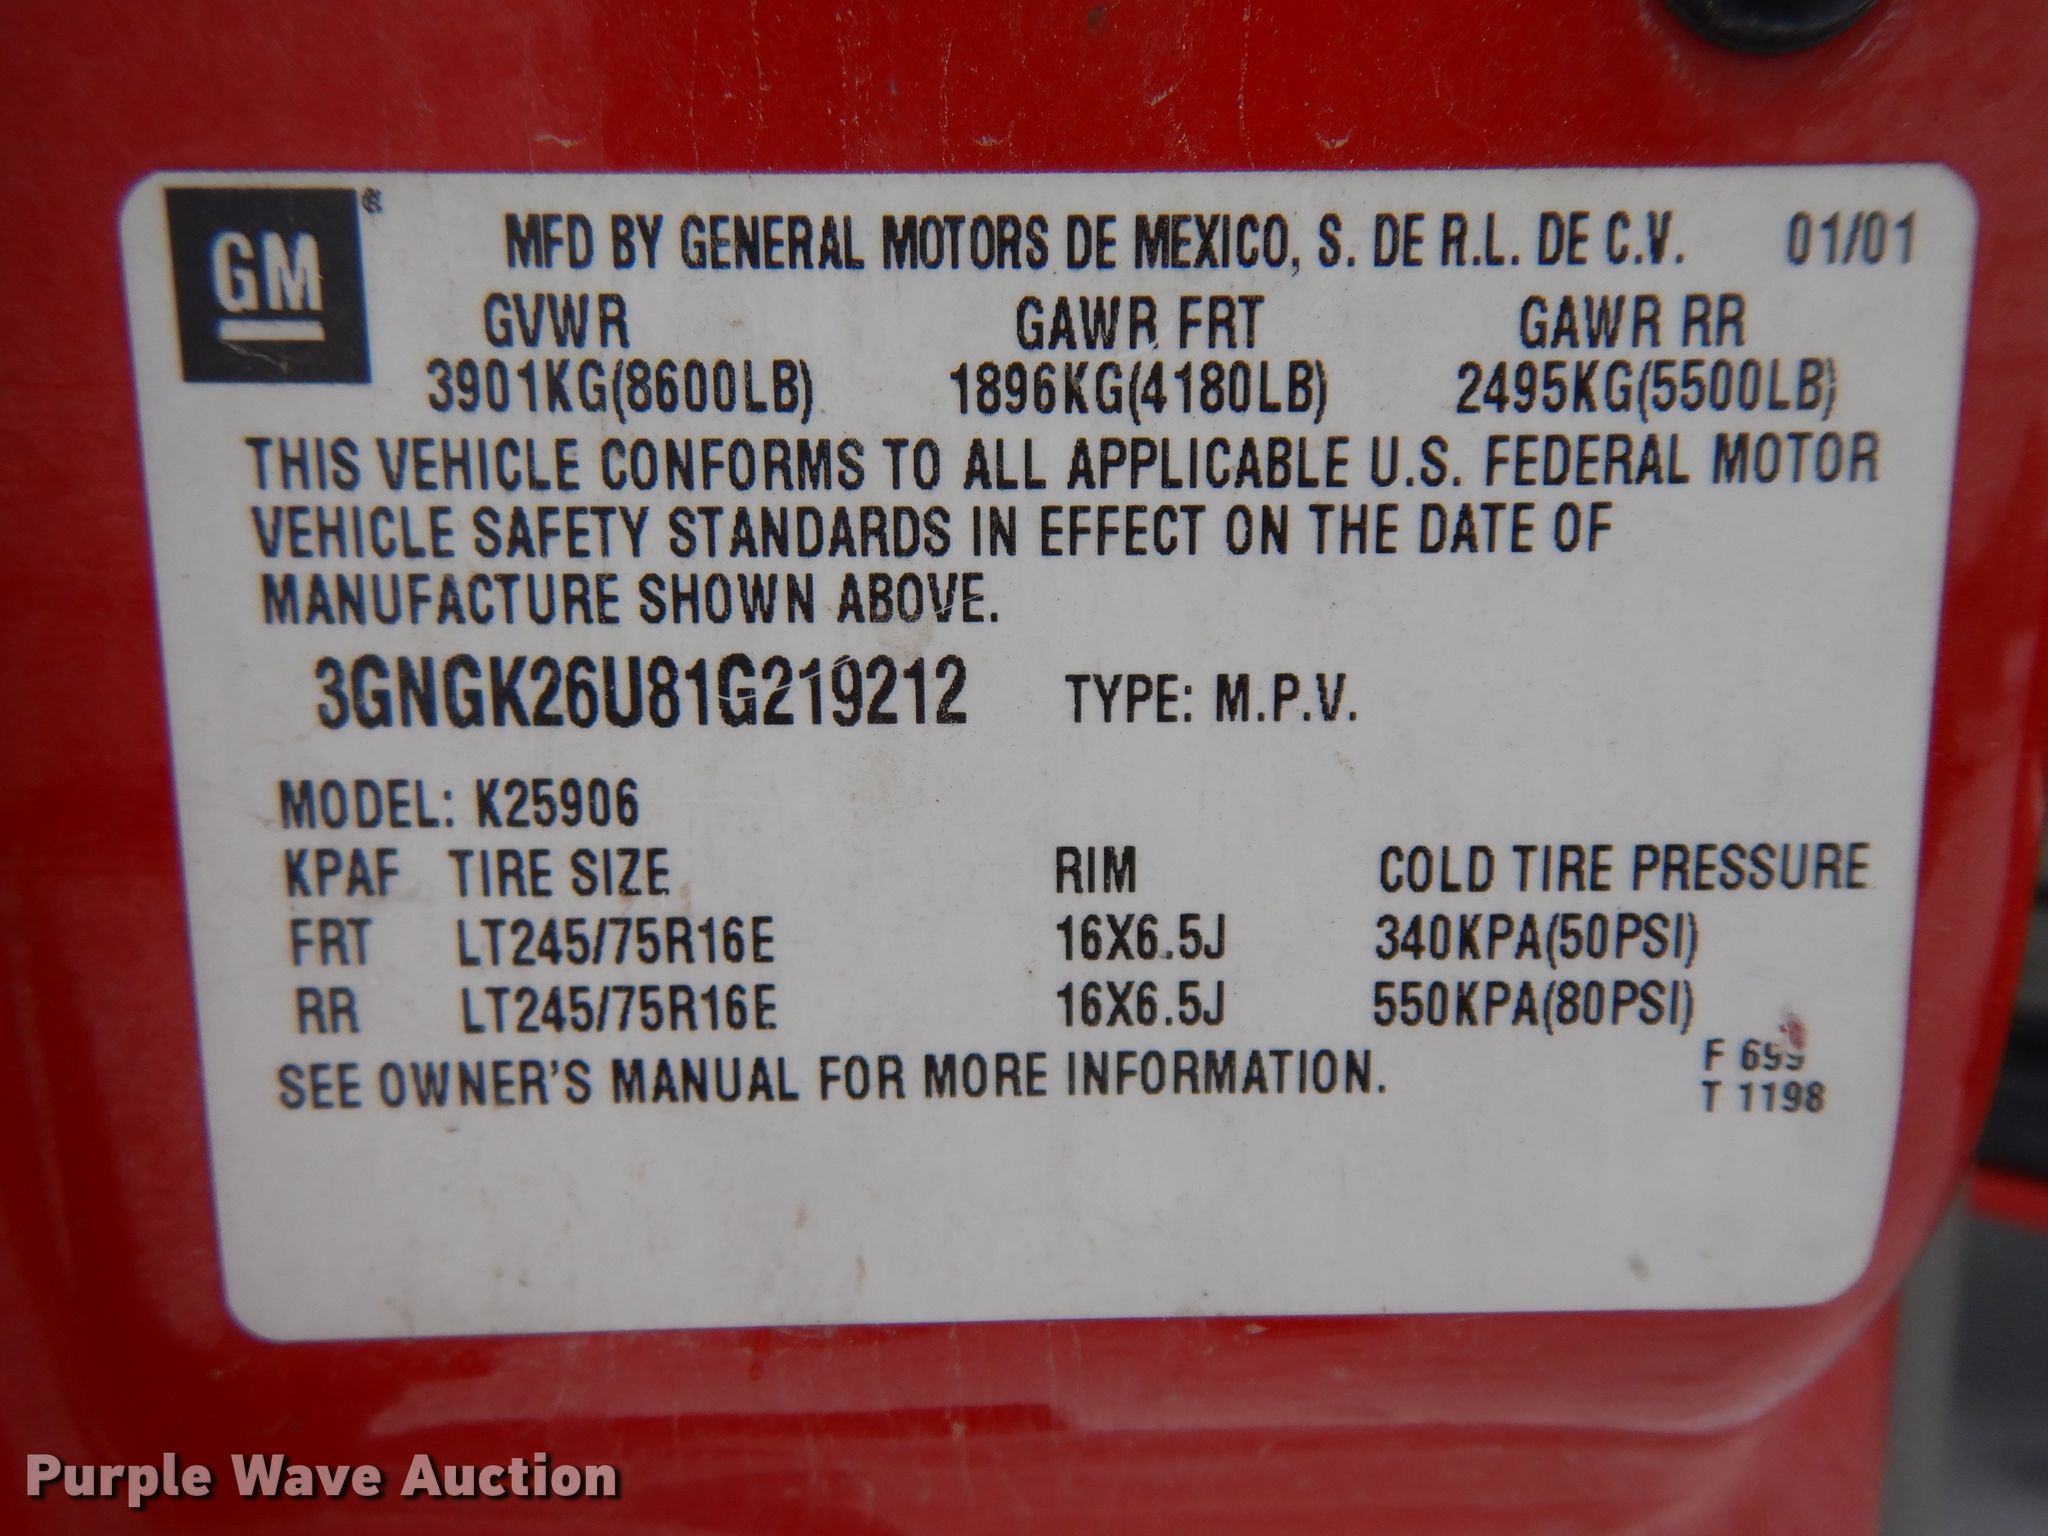 GM
MFD BY GENERAL MOTORS DE MEXICO, S. DE R.L. DE C.V. 01/01
GVWR GAWR FRT GAWR RR
3901KG(8600LB) 1896KG(4180LB) 2495KG(5500LB)
THIS VEHICLE CONFORMS TO ALL APPLICABLE U.S. FEDERAL MOTOR
VEHICLE SAFETY STANDARDS IN EFFECT ON THE DATE OF
MANUFACTURE SHOWN ABOVE.
3GNGK26U81G219212 TYPE: M.P.V.
MODEL: K25906
KPAF TIRE SIZE RIM COLD TIRE PRESSURE
FRT LT245/75R16E 16X6.5J 340KPA(50PSI)
RR LT245/75R16E 16X6.5J 550KPA(80PSI)
SEE OWNER'S MANUAL FOR MORE INFORMATION.
F 699
T 1198
Purple Wave Auction